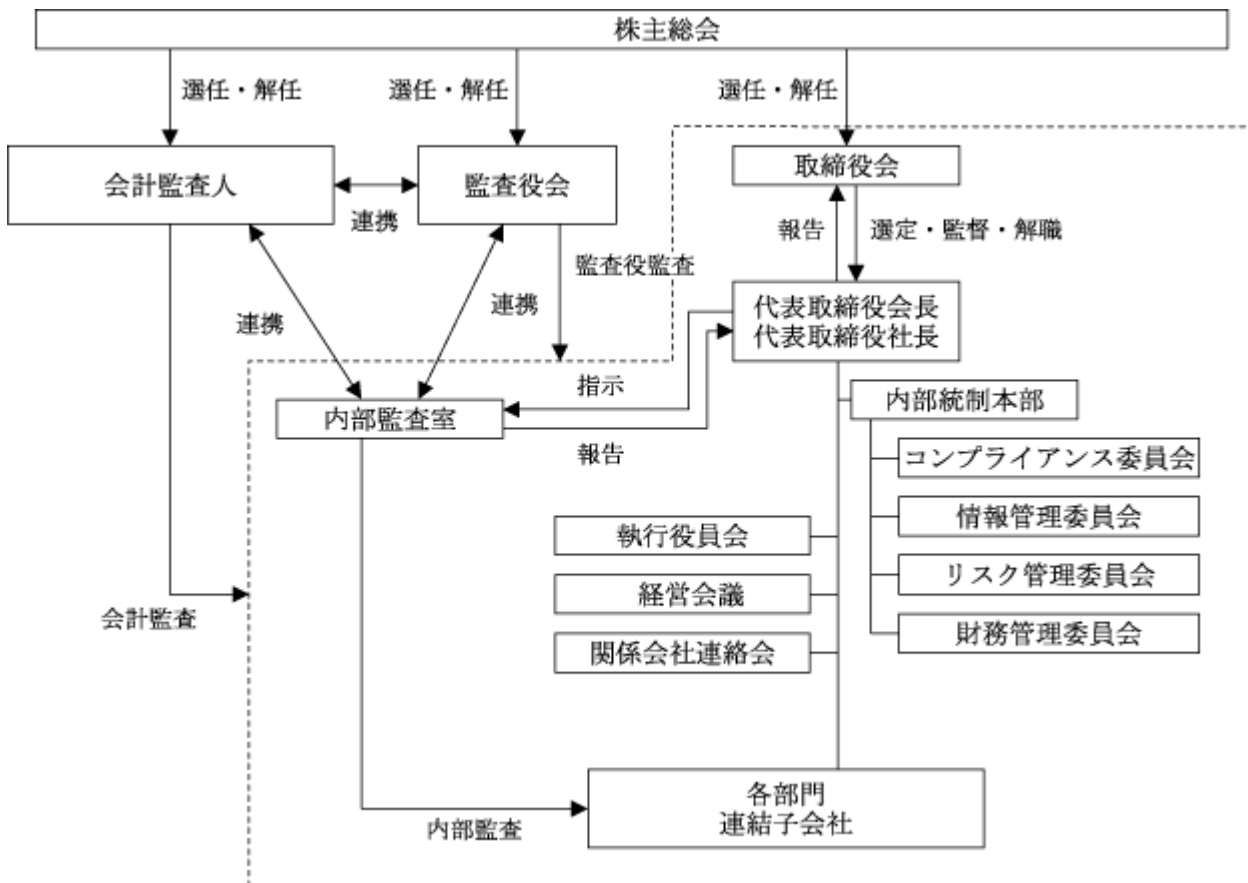 株主総会
選任・解任
選任・解任
選任・解任
会計監査人
連携
監査役会
取締役会
報告
選定・監督・解職
監査役監査
連携
連携
代表取締役会長
代表取締役社長
指示
内部監査室
報告
内部統制本部
コンプライアンス委員会
情報管理委員会
リスク管理委員会
財務管理委員会
執行役員会
経営会議
関係会社連絡会
会計監査
内部監査
各部門
連結子会社